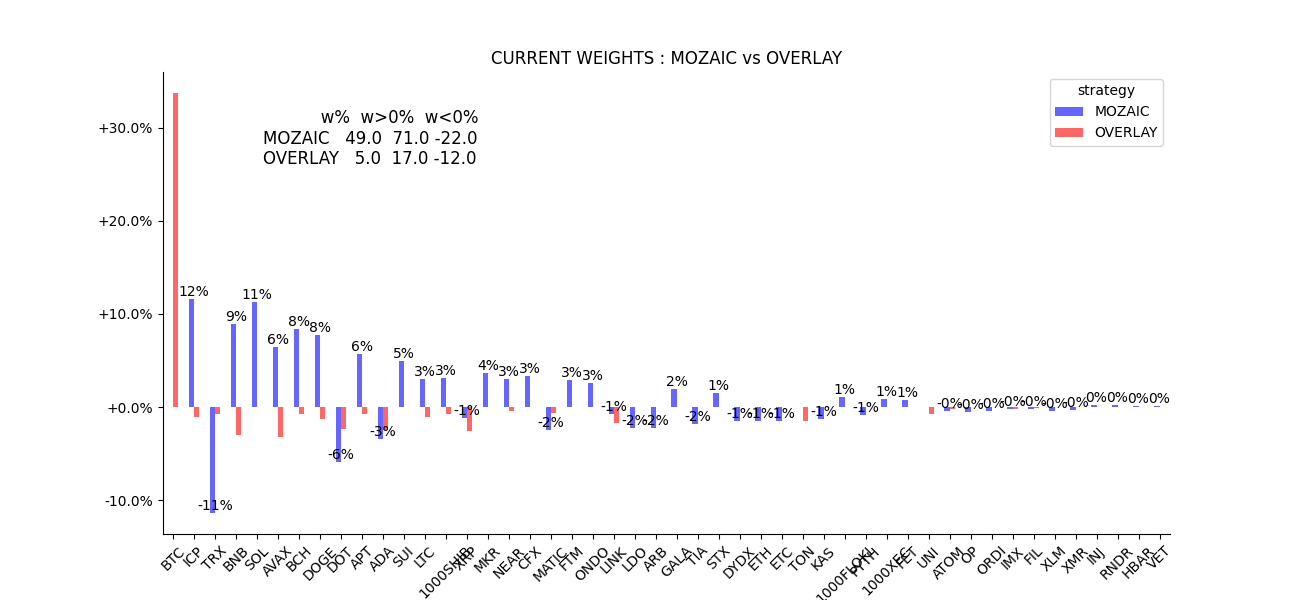 CURRENT WEIGHTS : MOZAIC vs OVERLAY
strategy
MOZAIC
OVERLAY
w% w>0% w<0%
MOZAIC 49.0 71.0 -22.0
OVERLAY 5.0 17.0 -12.0
+30.0%
+20.0%
+10.0%
+0.0%
-10.0%
12% -11% 9% 11% 6% 8% 8% -6% 6% -3% 5% 3% 3% -1% 4% 3% 3% -2% 3% 3% -1% -2% -2% 2% -2% 1% -1% -1% -1% -1% 1% -1% 1% 1% -0% -0% -0% -0% -0% -0% -0% 0% 0% 0% 0%
BTC ICP TRX BNB SOL AVAX BCH DOGE DOT APT ADA SUI LTC 1000SHIB XRP MKR NEAR CFX MATIC FTM ONDO LINK LDO ARB GALA TIA STX DYDX ETH ETC TON KAS 1000FLOKI PYTH 1000XEC FET UNI ATOM OP ORDI IMX FIL XLM XMR INJ RNDR HBAR VET